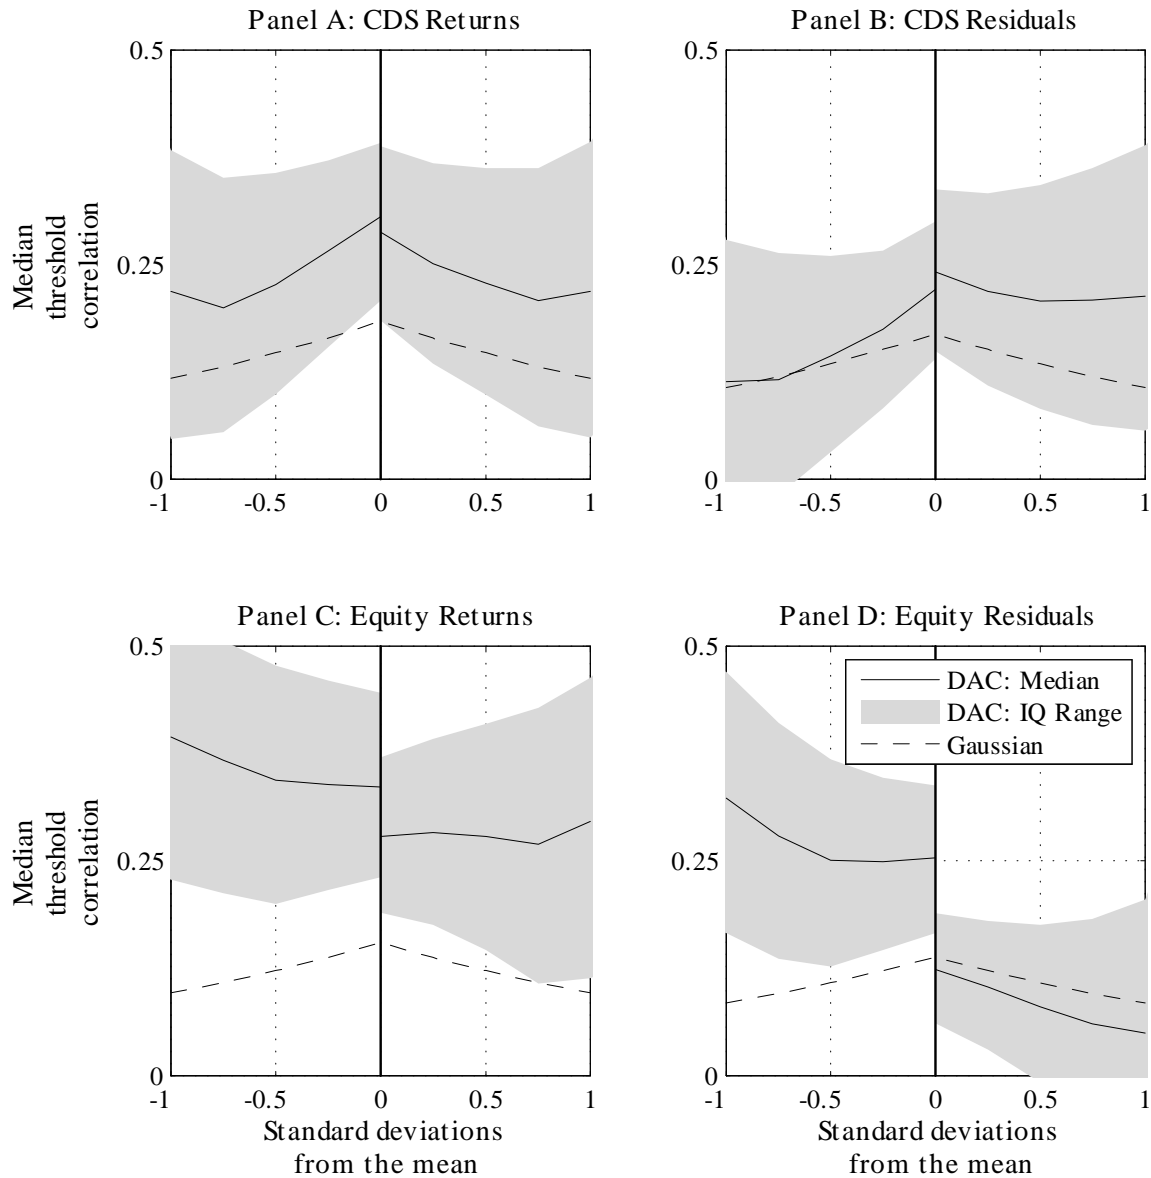 Panel A: CDS Returns
Panel B: CDS Residuals
0.5
0.25
0
-1
-0.5
0
0.5
1
Median
threshold
correlation
0.5
0.25
0
-1
-0.5
0
0.5
1
Panel C: Equity Returns
Panel D: Equity Residuals
0.5
0.25
0
-1
-0.5
0
0.5
1
Median
threshold
correlation
Standard deviations
from the mean
0.5
0.25
0
-1
-0.5
0
0.5
1
DAC: Median
DAC: IQ Range
Gaussian
Standard deviations
from the mean